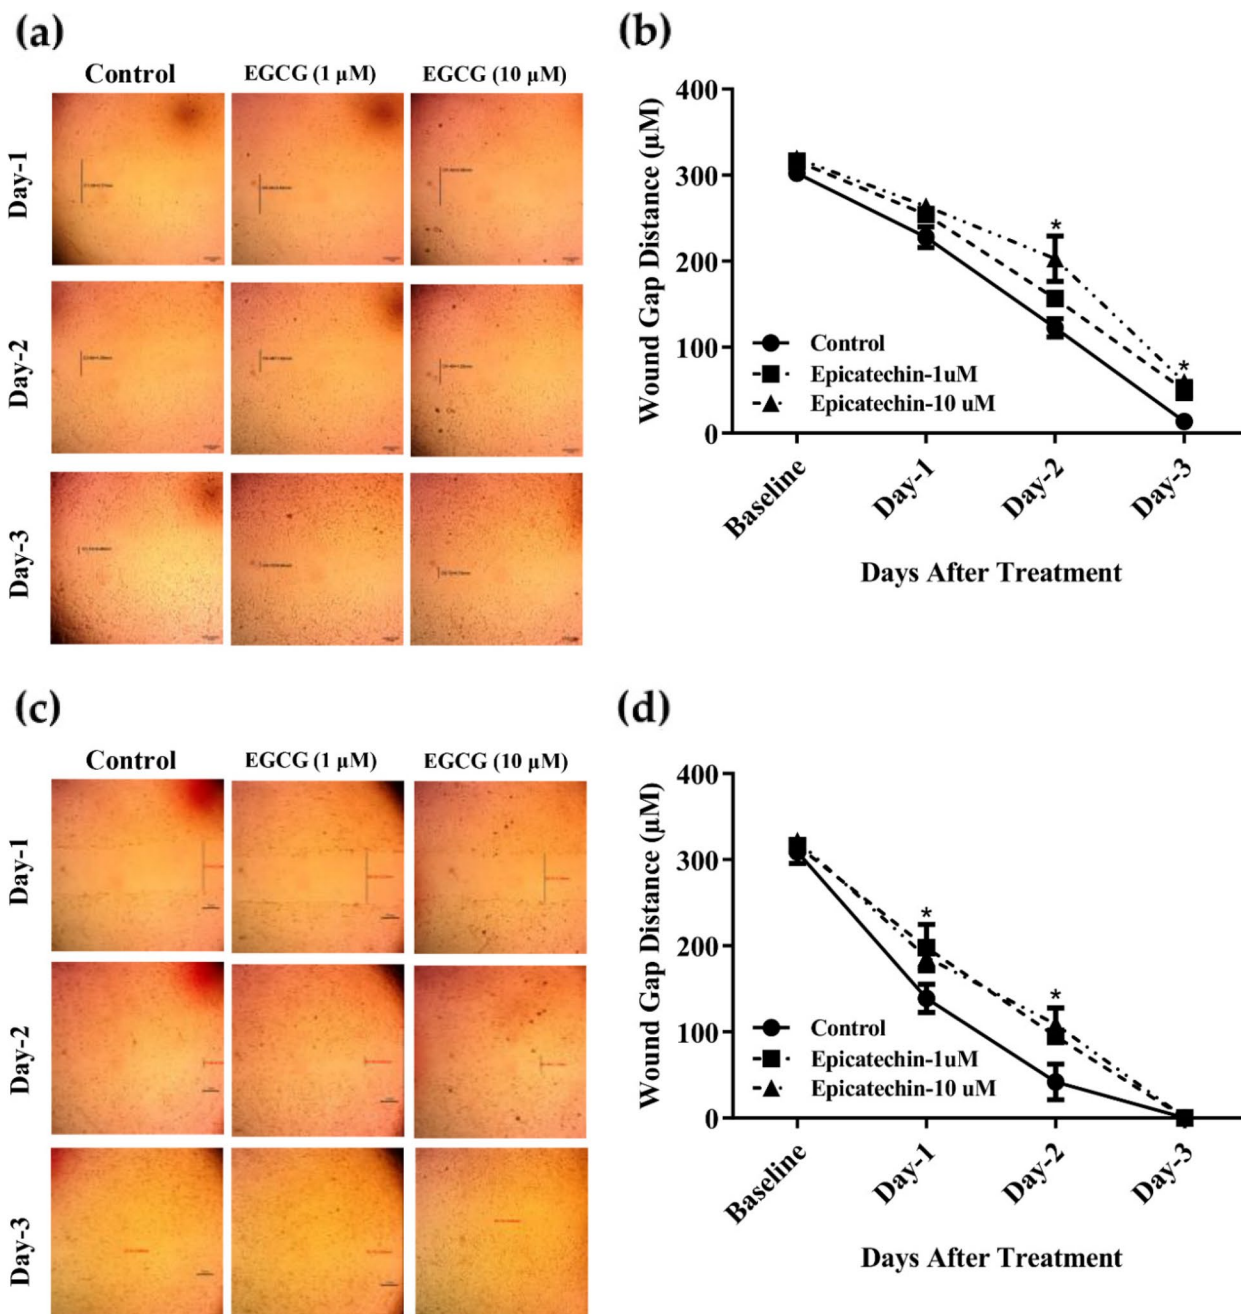 (a)
Control
EGCG (1 µM)
EGCG (10 µM)
Day-1
Day-2
Day-3
(b)
Wound Gap Distance (µM)
400
300
200
100
0
*
*
Control
Epicatechin-1uM
Epicatechin-10 uM
Baseline
Day-1
Day-2
Day-3
Days After Treatment
(c)
Control
EGCG (1 µM)
EGCG (10 µM)
Day-1
Day-2
Day-3
(d)
Wound Gap Distance (µM)
400
300
200
100
0
*
*
Control
Epicatechin-1uM
Epicatechin-10 uM
Baseline
Day-1
Day-2
Day-3
Days After Treatment